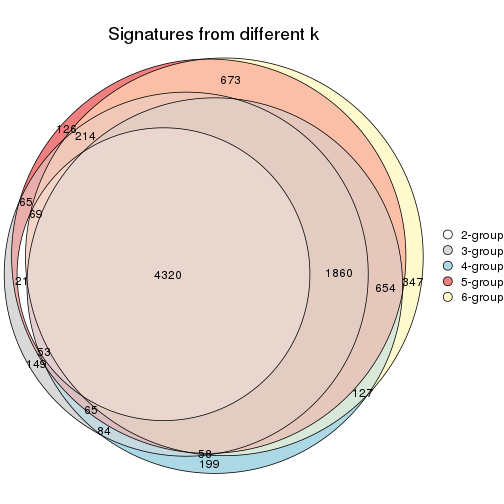 Signatures from different k
673
126
214
65
69
4320
1860
21
654
847
53
149
127
65
84
58
199
2-group
3-group
4-group
5-group
6-group